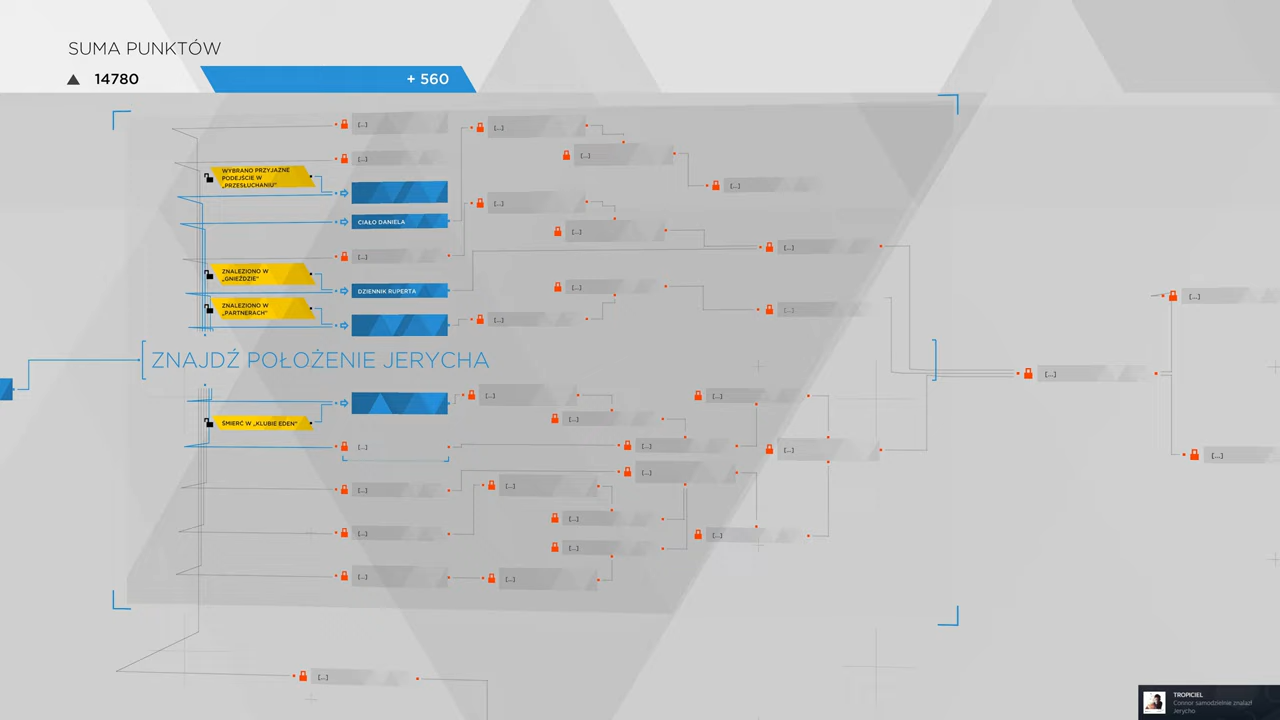 SUMA PUNKTÓW
14780
+ 560
[...]
[...]
[...]
[...]
WYBRANO PRZYJAZNE
PODEJŚCIE W
„PRZESŁUCHANIU”
[...]
[...]
CIAŁO DANIELA
[...]
[...]
[...]
ZNALEZIONO W
„GNIEŹDZIE”
[...]
DZIENNIK RUPERTA
[...]
ZNALEZIONO W
„PARTNERACH”
[...]
[...]
ZNAJDŹ POŁOŻENIE JERYCHA
[...]
[...]
[...]
[...]
ŚMIERĆ W „KLUBIE EDEN”
[...]
[...]
[...]
[...]
[...]
[...]
[...]
[...]
[...]
[...]
[...]
[...]
[...]
[...]
TROPICIEL
Connor samodzielnie znalazł
Jerycho